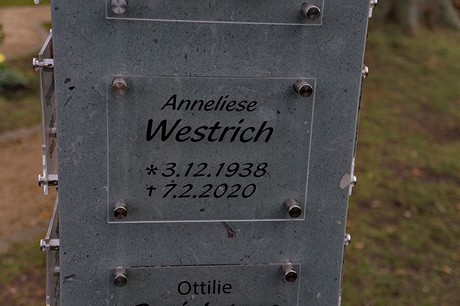 Anneliese
Westrich
* 3.12.1938
† 7.2.2020
Ottilie